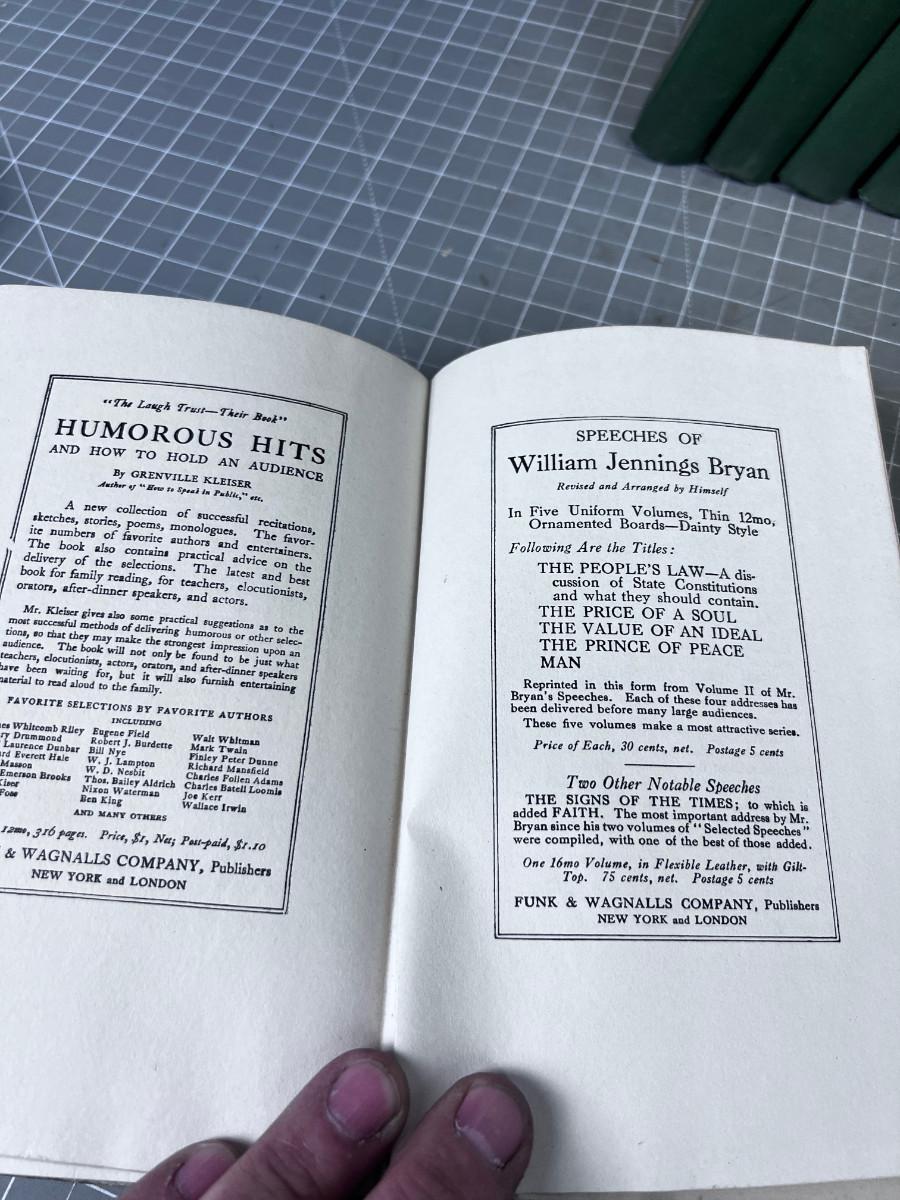 "The Laugh Trust—Their Book"
HUMOROUS HITS
AND HOW TO HOLD AN AUDIENCE
By GRENVILLE KLEISER
Author of "How to Speak in Public," etc.
A new collection of successful recitations,
sketches, stories, poems, monologues. The favor-
ite numbers of favorite authors and entertainers.
The book also contains practical advice on the
delivery of the selections. The latest and best
book for family reading, for teachers, elocutionists,
orators, after-dinner speakers, and actors.
Mr. Kleiser gives also some practical suggestions as to the
most successful methods of delivering humorous or other selec-
tions, so that they may make the strongest impression upon an
audience. The book will not only be found to be just what
teachers, elocutionists, actors, orators, and after-dinner speakers
have been waiting for, but it will also furnish entertaining
material to read aloud to the family.
FAVORITE SELECTIONS BY FAVORITE AUTHORS
INCLUDING
Whitcomb Riley Eugene Field Walt Whitman
Drummond Robert J. Burdette Mark Twain
Laurence Dunbar Bill Nye Finley Peter Dunne
Everett Hale W. J. Lampton Richard Mansfield
Masson W. D. Nesbit Charles Follen Adams
Emerson Brooks Thos. Bailey Aldrich Charles Batell Loomis
Nixon Waterman Joe Kerr
Foss Ben King Wallace Irwin
AND MANY OTHERS
12mo, 316 pages. Price, $1, Net; Post-paid, $1.10
& WAGNALLS COMPANY, Publishers
NEW YORK and LONDON
SPEECHES OF
William Jennings Bryan
Revised and Arranged by Himself
In Five Uniform Volumes, Thin 12mo,
Ornamented Boards—Dainty Style
Following Are the Titles:
THE PEOPLE'S LAW—A dis-
cussion of State Constitutions
and what they should contain.
THE PRICE OF A SOUL
THE VALUE OF AN IDEAL
THE PRINCE OF PEACE
MAN
Reprinted in this form from Volume II of Mr.
Bryan's Speeches. Each of these four addresses has
been delivered before many large audiences.
These five volumes make a most attractive series.
Price of Each, 30 cents, net. Postage 5 cents
Two Other Notable Speeches
THE SIGNS OF THE TIMES; to which is
added FAITH. The most important address by Mr.
Bryan since his two volumes of "Selected Speeches"
were compiled, with one of the best of those added.
One 16mo Volume, in Flexible Leather, with Gilt-
Top. 75 cents, net. Postage 5 cents
FUNK & WAGNALLS COMPANY, Publishers
NEW YORK and LONDON